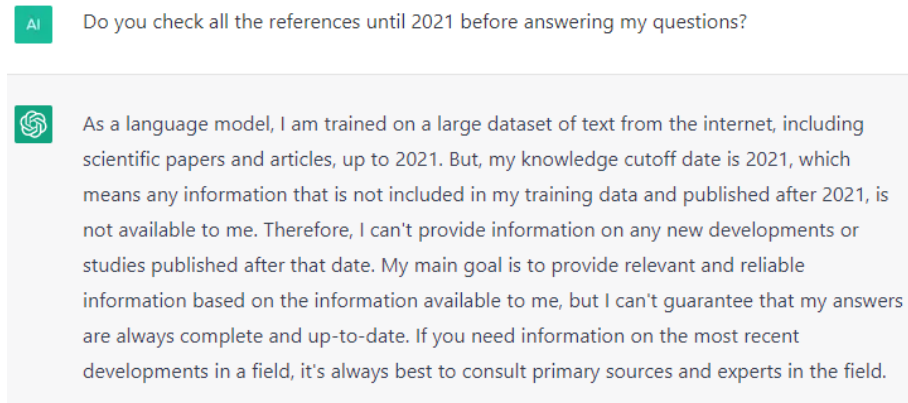 AI
Do you check all the references until 2021 before answering my questions?
As a language model, I am trained on a large dataset of text from the internet, including
scientific papers and articles, up to 2021. But, my knowledge cutoff date is 2021, which
means any information that is not included in my training data and published after 2021, is
not available to me. Therefore, I can't provide information on any new developments or
studies published after that date. My main goal is to provide relevant and reliable
information based on the information available to me, but I can't guarantee that my answers
are always complete and up-to-date. If you need information on the most recent
developments in a field, it's always best to consult primary sources and experts in the field.